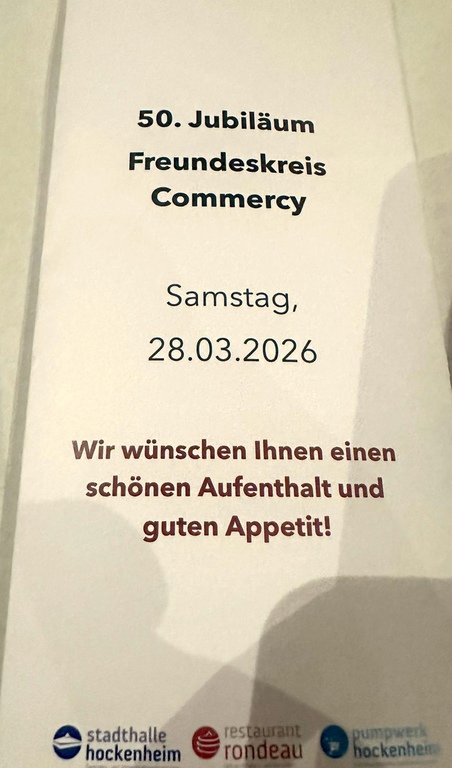 50. Jubiläum
Freundeskreis
Commercy
Samstag,
28.03.2026
Wir wünschen Ihnen einen
schönen Aufenthalt und
guten Appetit!
stadthalle
hockenheim
restaurant
rondeau
pumpwerk
hockenheim